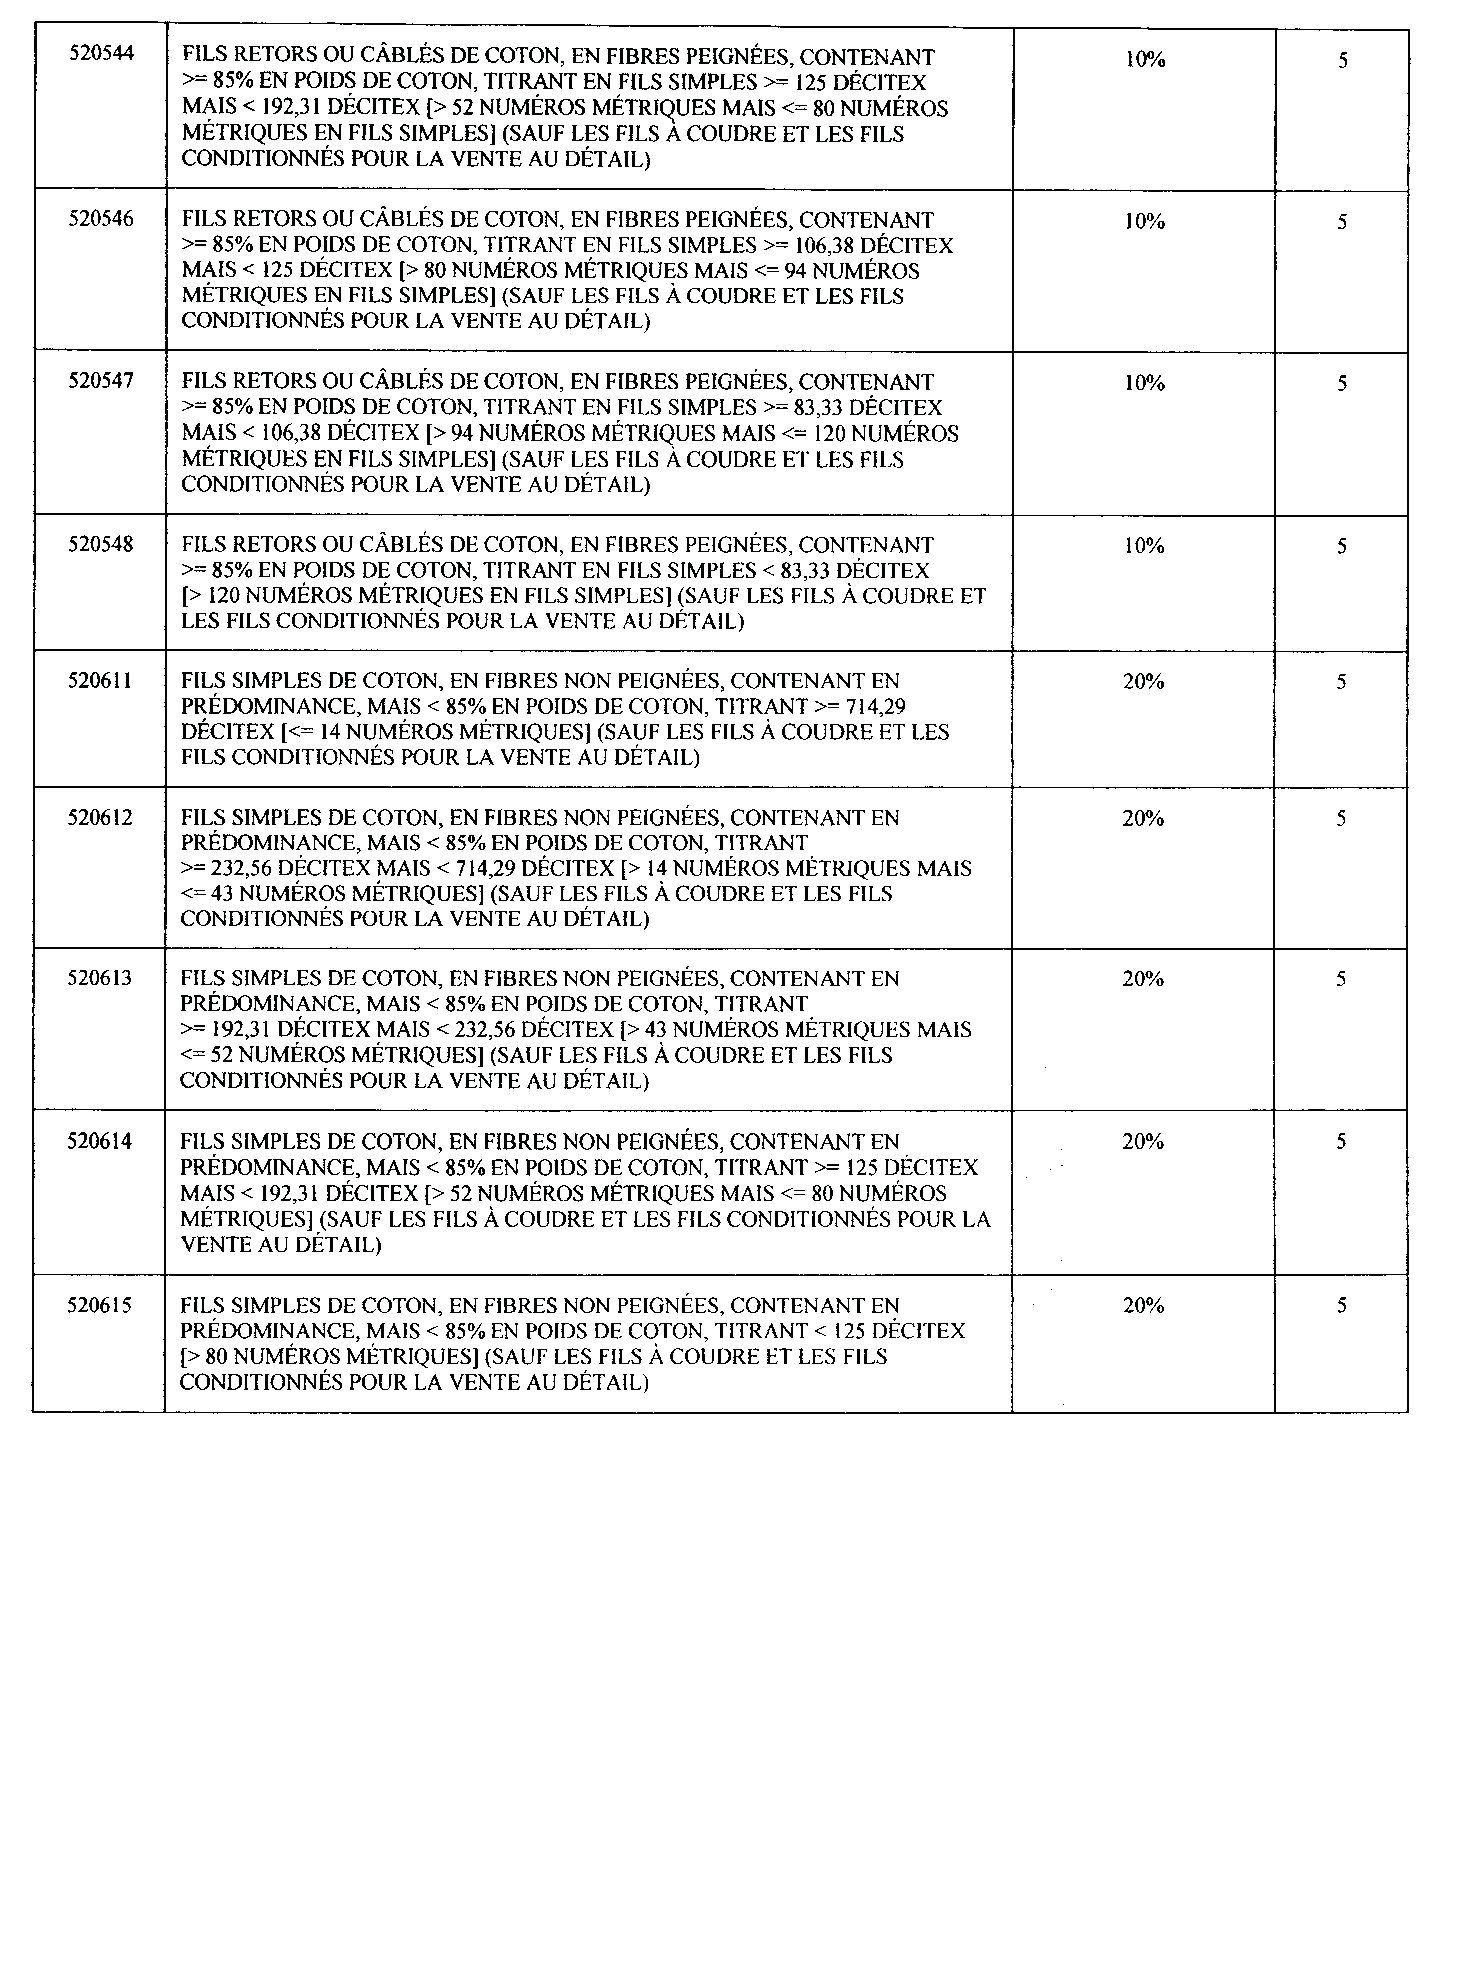 520544 FILS RETORS OU CÂBLÉS DE COTON, EN FIBRES PEIGNÉES, CONTENANT 10% 5
>= 85% EN POIDS DE COTON, TITRANT EN FILS SIMPLES >= 125 DÉCITEX
MAIS < 192,31 DÉCITEX [> 52 NUMÉROS MÉTRIQUES MAIS <= 80 NUMÉROS
MÉTRIQUES EN FILS SIMPLES] (SAUF LES FILS À COUDRE ET LES FILS
CONDITIONNÉS POUR LA VENTE AU DÉTAIL)
520546 FILS RETORS OU CÂBLÉS DE COTON, EN FIBRES PEIGNÉES, CONTENANT 10% 5
>= 85% EN POIDS DE COTON, TITRANT EN FILS SIMPLES >= 106,38 DÉCITEX
MAIS < 125 DÉCITEX [> 80 NUMÉROS MÉTRIQUES MAIS <= 94 NUMÉROS
MÉTRIQUES EN FILS SIMPLES] (SAUF LES FILS À COUDRE ET LES FILS
CONDITIONNÉS POUR LA VENTE AU DÉTAIL)
520547 FILS RETORS OU CÂBLÉS DE COTON, EN FIBRES PEIGNÉES, CONTENANT 10% 5
>= 85% EN POIDS DE COTON, TITRANT EN FILS SIMPLES >= 83,33 DÉCITEX
MAIS < 106,38 DÉCITEX [> 94 NUMÉROS MÉTRIQUES MAIS <= 120 NUMÉROS
MÉTRIQUES EN FILS SIMPLES] (SAUF LES FILS À COUDRE ET LES FILS
CONDITIONNÉS POUR LA VENTE AU DÉTAIL)
520548 FILS RETORS OU CÂBLÉS DE COTON, EN FIBRES PEIGNÉES, CONTENANT 10% 5
>= 85% EN POIDS DE COTON, TITRANT EN FILS SIMPLES < 83,33 DÉCITEX
[> 120 NUMÉROS MÉTRIQUES EN FILS SIMPLES] (SAUF LES FILS À COUDRE ET
LES FILS CONDITIONNÉS POUR LA VENTE AU DÉTAIL)
520611 FILS SIMPLES DE COTON, EN FIBRES NON PEIGNÉES, CONTENANT EN 20% 5
PRÉDOMINANCE, MAIS < 85% EN POIDS DE COTON, TITRANT >= 714,29
DÉCITEX [<= 14 NUMÉROS MÉTRIQUES] (SAUF LES FILS À COUDRE ET LES
FILS CONDITIONNÉS POUR LA VENTE AU DÉTAIL)
520612 FILS SIMPLES DE COTON, EN FIBRES NON PEIGNÉES, CONTENANT EN 20% 5
PRÉDOMINANCE, MAIS < 85% EN POIDS DE COTON, TITRANT
>= 232,56 DÉCITEX MAIS < 714,29 DÉCITEX [> 14 NUMÉROS MÉTRIQUES MAIS
<= 43 NUMÉROS MÉTRIQUES] (SAUF LES FILS À COUDRE ET LES FILS
CONDITIONNÉS POUR LA VENTE AU DÉTAIL)
520613 FILS SIMPLES DE COTON, EN FIBRES NON PEIGNÉES, CONTENANT EN 20% 5
PRÉDOMINANCE, MAIS < 85% EN POIDS DE COTON, TITRANT
>= 192,31 DÉCITEX MAIS < 232,56 DÉCITEX [> 43 NUMÉROS MÉTRIQUES MAIS
<= 52 NUMÉROS MÉTRIQUES] (SAUF LES FILS À COUDRE ET LES FILS
CONDITIONNÉS POUR LA VENTE AU DÉTAIL)
520614 FILS SIMPLES DE COTON, EN FIBRES NON PEIGNÉES, CONTENANT EN 20% 5
PRÉDOMINANCE, MAIS < 85% EN POIDS DE COTON, TITRANT >= 125 DÉCITEX
MAIS < 192,31 DÉCITEX [> 52 NUMÉROS MÉTRIQUES MAIS <= 80 NUMÉROS
MÉTRIQUES] (SAUF LES FILS À COUDRE ET LES FILS CONDITIONNÉS POUR LA
VENTE AU DÉTAIL)
520615 FILS SIMPLES DE COTON, EN FIBRES NON PEIGNÉES, CONTENANT EN 20% 5
PRÉDOMINANCE, MAIS < 85% EN POIDS DE COTON, TITRANT < 125 DÉCITEX
[> 80 NUMÉROS MÉTRIQUES] (SAUF LES FILS À COUDRE ET LES FILS
CONDITIONNÉS POUR LA VENTE AU DÉTAIL)